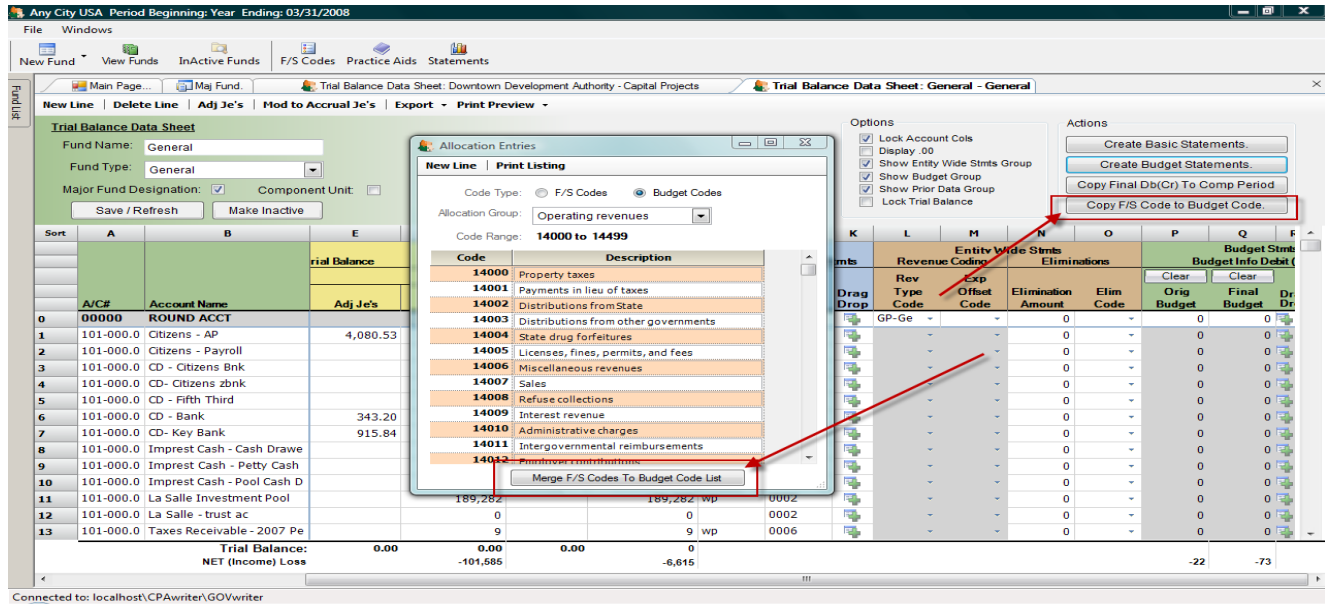 Any City USA Period Beginning: Year Ending: 03/31/2008
File Windows
New Fund View Funds InActive Funds F/S Codes Practice Aids Statements
Fund List
Main Page... Maj Fund. Trial Balance Data Sheet: Downtown Development Authority - Capital Projects Trial Balance Data Sheet: General - General
New Line Delete Line Adj Je's Mod to Accrual Je's Export Print Preview
Trial Balance Data Sheet
Fund Name: General
Fund Type: General
Major Fund Designation: Component Unit:
Save / Refresh Make Inactive
Options
Lock Account Cols
Display .00
Show Entity Wide Stmts Group
Show Budget Group
Show Prior Data Group
Lock Trial Balance
Actions
Create Basic Statements.
Create Budget Statements.
Copy Final Db(Cr) To Comp Period
Copy F/S Code to Budget Code.
Allocation Entries
New Line Print Listing
Code Type: F/S Codes Budget Codes
Allocation Group: Operating revenues
Code Range: 14000 to 14499
Code Description
14000 Property taxes
14001 Payments in lieu of taxes
14002 Distributions from State
14003 Distributions from other governments
14004 State drug forfeitures
14005 Licenses, fines, permits, and fees
14006 Miscellaneous revenues
14007 Sales
14008 Refuse collections
14009 Interest revenue
14010 Administrative charges
14011 Intergovernmental reimbursements
14012 Employer contributions
Merge F/S Codes To Budget Code List
Sort A B E K L M N O P Q R
rial Balance mts Entity Wide Stmts Budget Stmts
Revenue Coding Eliminations Budget Info Debit (
Clear Clear
Rev Exp Orig Final
Drag Type Offset Elimination Elim Dr
A/C# Account Name Adj Je's Drop Code Code Amount Code Budget Budget Dr
0 00000 ROUND ACCT GP-Ge 0 0 0
1 101-000.0 Citizens - AP 4,080.53 0 0 0
2 101-000.0 Citizens - Payroll 0 0 0
3 101-000.0 CD - Citizens Bnk 0 0 0
4 101-000.0 CD- Citizens zbnk 0 0 0
5 101-000.0 CD - Fifth Third 0 0 0
6 101-000.0 CD - Bank 343.20 0 0 0
7 101-000.0 CD- Key Bank 915.84 0 0 0
8 101-000.0 Imprest Cash - Cash Drawe 0 0 0
9 101-000.0 Imprest Cash - Petty Cash 0 0 0
10 101-000.0 Imprest Cash - Pool Cash D 0 0 0
11 101-000.0 La Salle Investment Pool 189,282 189,282 wp 0002 0 0 0
12 101-000.0 La Salle - trust ac 0 0 0002 0 0 0
13 101-000.0 Taxes Receivable - 2007 Pe 9 9 wp 0006 0 0 0
Trial Balance: 0.00 0.00 0.00 0
NET (Income) Loss -101,585 -6,615 -22 -73
Connected to: localhost\CPAwriter\GOVwriter